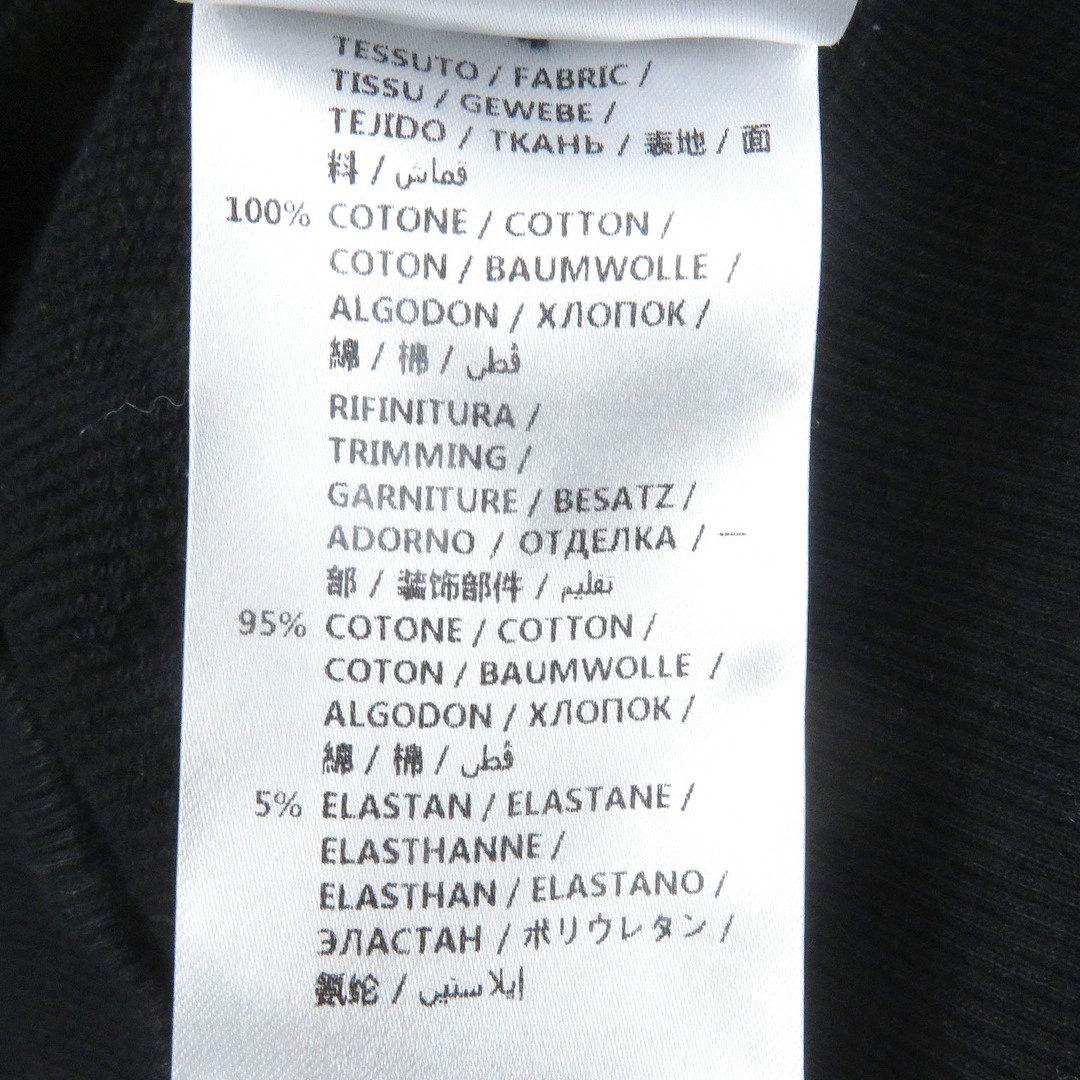 TESSUTO / FABRIC /
TISSU / GEWEBE /
TEJIDO / ТКАНЬ / 表地 / 面
料 / قماش
100% COTONE / COTTON /
COTON / BAUMWOLLE /
ALGODON / ХЛОПОК /
綿 / 棉 / قطن
RIFINITURA /
TRIMMING /
GARNITURE / BESATZ /
ADORNO / ОТДЕЛКА / 一
部 / 装饰部件 / تقليم
95% COTONE / COTTON /
COTON / BAUMWOLLE /
ALGODON / ХЛОПОК /
綿 / 棉 / قطن
5% ELASTAN / ELASTANE /
ELASTHANNE /
ELASTHAN / ELASTANO /
ЭЛАСТАН / ポリウレタン /
氨纶 / إيلاستين